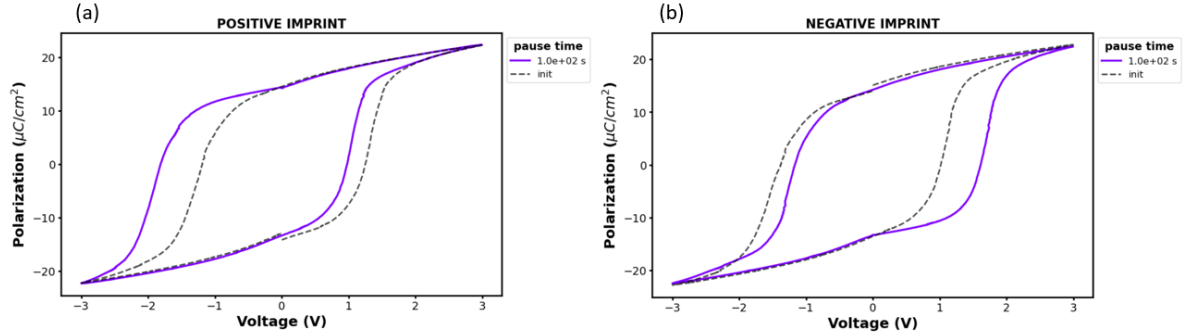 (a)
POSITIVE IMPRINT
Polarization (μC/cm²)
20
10
0
−10
−20
−3
−2
−1
0
1
2
3
Voltage (V)
pause time
1.0e+02 s
init
(b)
NEGATIVE IMPRINT
Polarization (μC/cm²)
20
10
0
−10
−20
−3
−2
−1
0
1
2
3
Voltage (V)
pause time
1.0e+02 s
init